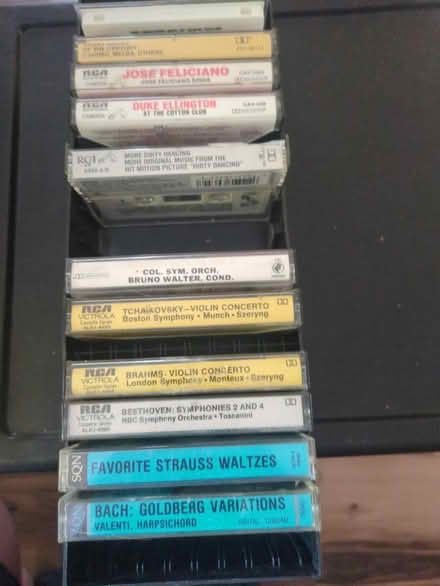 RCA
JOSE FELICIANO
RCA
DUKE ELLINGTON
AT THE COTTON CLUB
MORE DIRTY DANCING
MORE ORIGINAL MUSIC FROM THE
HIT MOTION PICTURE "DIRTY DANCING"
COL. SYM. ORCH.
BRUNO WALTER, COND.
RCA
VICTROLA
TCHAIKOVSKY-VIOLIN CONCERTO
Boston Symphony • Munch • Szeryng
RCA
VICTROLA
BRAHMS-VIOLIN CONCERTO
London Symphony • Monteux • Szeryng
RCA
VICTROLA
BEETHOVEN: SYMPHONIES 2 AND 4
NBC Symphony Orchestra • Toscanini
SQN
FAVORITE STRAUSS WALTZES
SQN
BACH: GOLDBERG VARIATIONS
VALENTI, HARPSICHORD